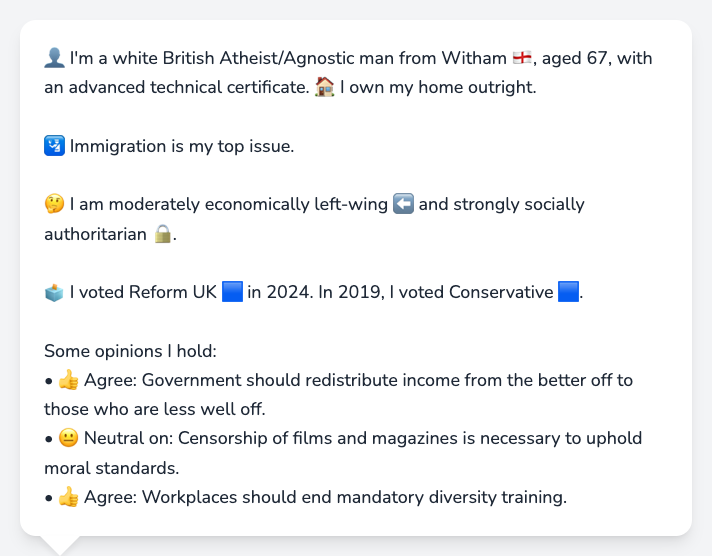 👤 I'm a white British Atheist/Agnostic man from Witham 🏴󠁧󠁢󠁥󠁮󠁧󠁿, aged 67, with
an advanced technical certificate. 🏠 I own my home outright.
🛂 Immigration is my top issue.
🤔 I am moderately economically left-wing ⬅️ and strongly socially
authoritarian 🔒.
🗳️ I voted Reform UK 🟦 in 2024. In 2019, I voted Conservative 🟦.
Some opinions I hold:
• 👍 Agree: Government should redistribute income from the better off to
those who are less well off.
• 😐 Neutral on: Censorship of films and magazines is necessary to uphold
moral standards.
• 👍 Agree: Workplaces should end mandatory diversity training.